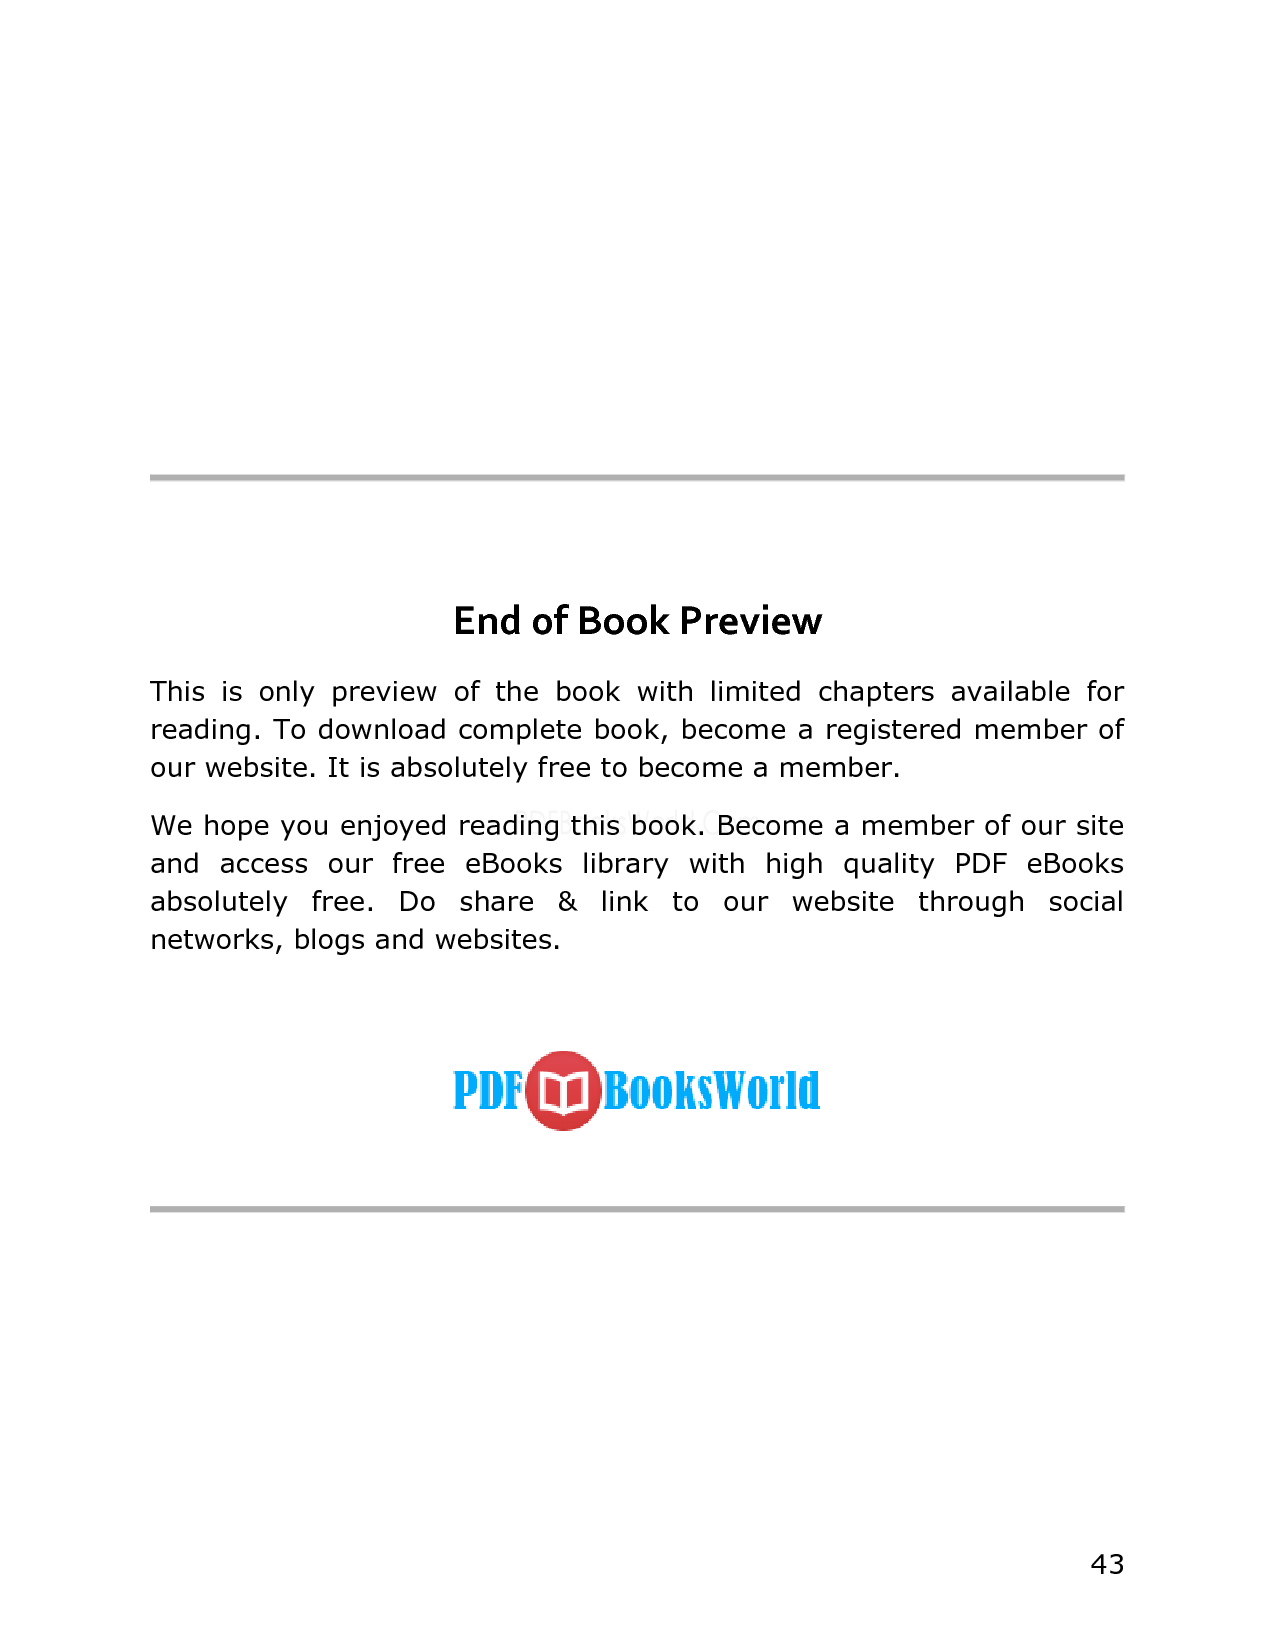 End of Book Preview
This is only preview of the book with limited chapters available for
reading. To download complete book, become a registered member of
our website. It is absolutely free to become a member.
We hope you enjoyed reading this book. Become a member of our site
and access our free eBooks library with high quality PDF eBooks
absolutely free. Do share & link to our website through social
networks, blogs and websites.
PDF BooksWorld
43